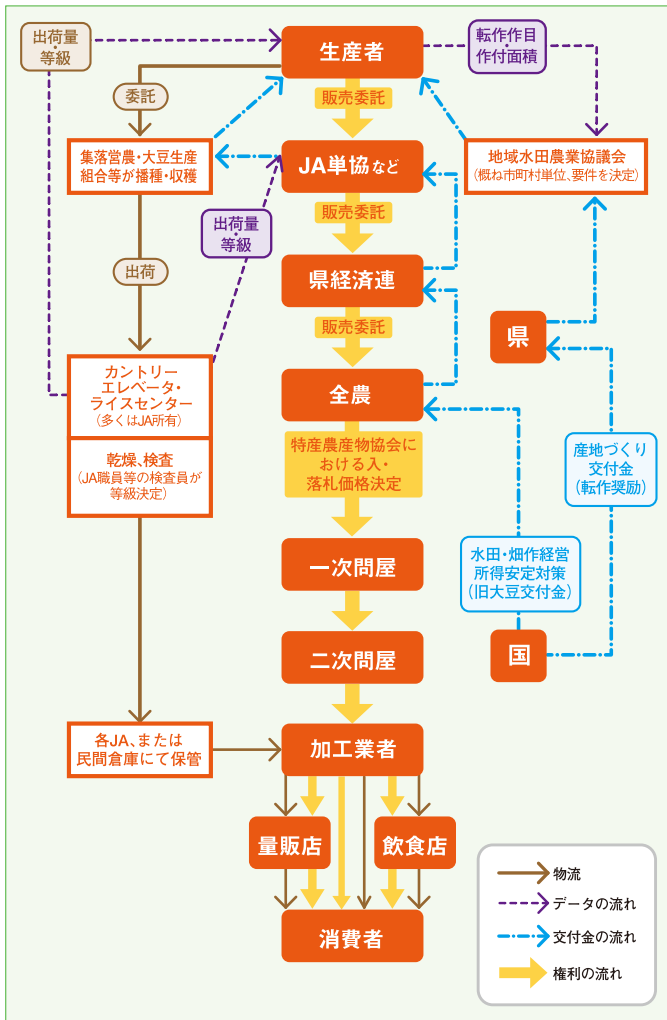 出荷量・
等級
生産者
転作作目・
作付面積
委託
販売委託
集落営農・大豆生産
組合等が播種・収穫
JA単協など
地域水田農業協議会
（概ね市町村単位、要件を決定）
出荷量・
等級
販売委託
出荷
県経済連
販売委託
県
カントリー
エレベータ・
ライスセンター
（多くはJA所有）
全農
乾燥、検査
（JA職員等の検査員が
等級決定）
特産農産物協会に
おける入・
落札価格決定
産地づくり
交付金
（転作奨励）
一次問屋
水田・畑作経営
所得安定対策
（旧大豆交付金）
二次問屋
国
各JA、または
民間倉庫にて保管
加工業者
量販店
飲食店
消費者
物流
データの流れ
交付金の流れ
権利の流れ